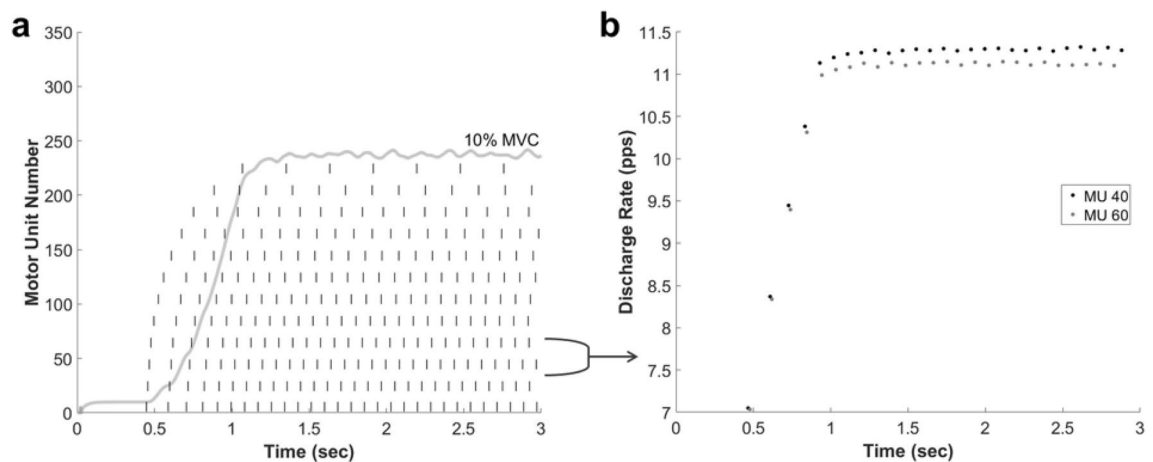 a
350
300
250
200
150
100
50
0
Motor Unit Number
10% MVC
0 0.5 1 1.5 2 2.5 3
Time (sec)
b
11.5
11
10.5
10
9.5
9
8.5
8
7.5
7
Discharge Rate (pps)
MU 40
MU 60
0 0.5 1 1.5 2 2.5 3
Time (sec)